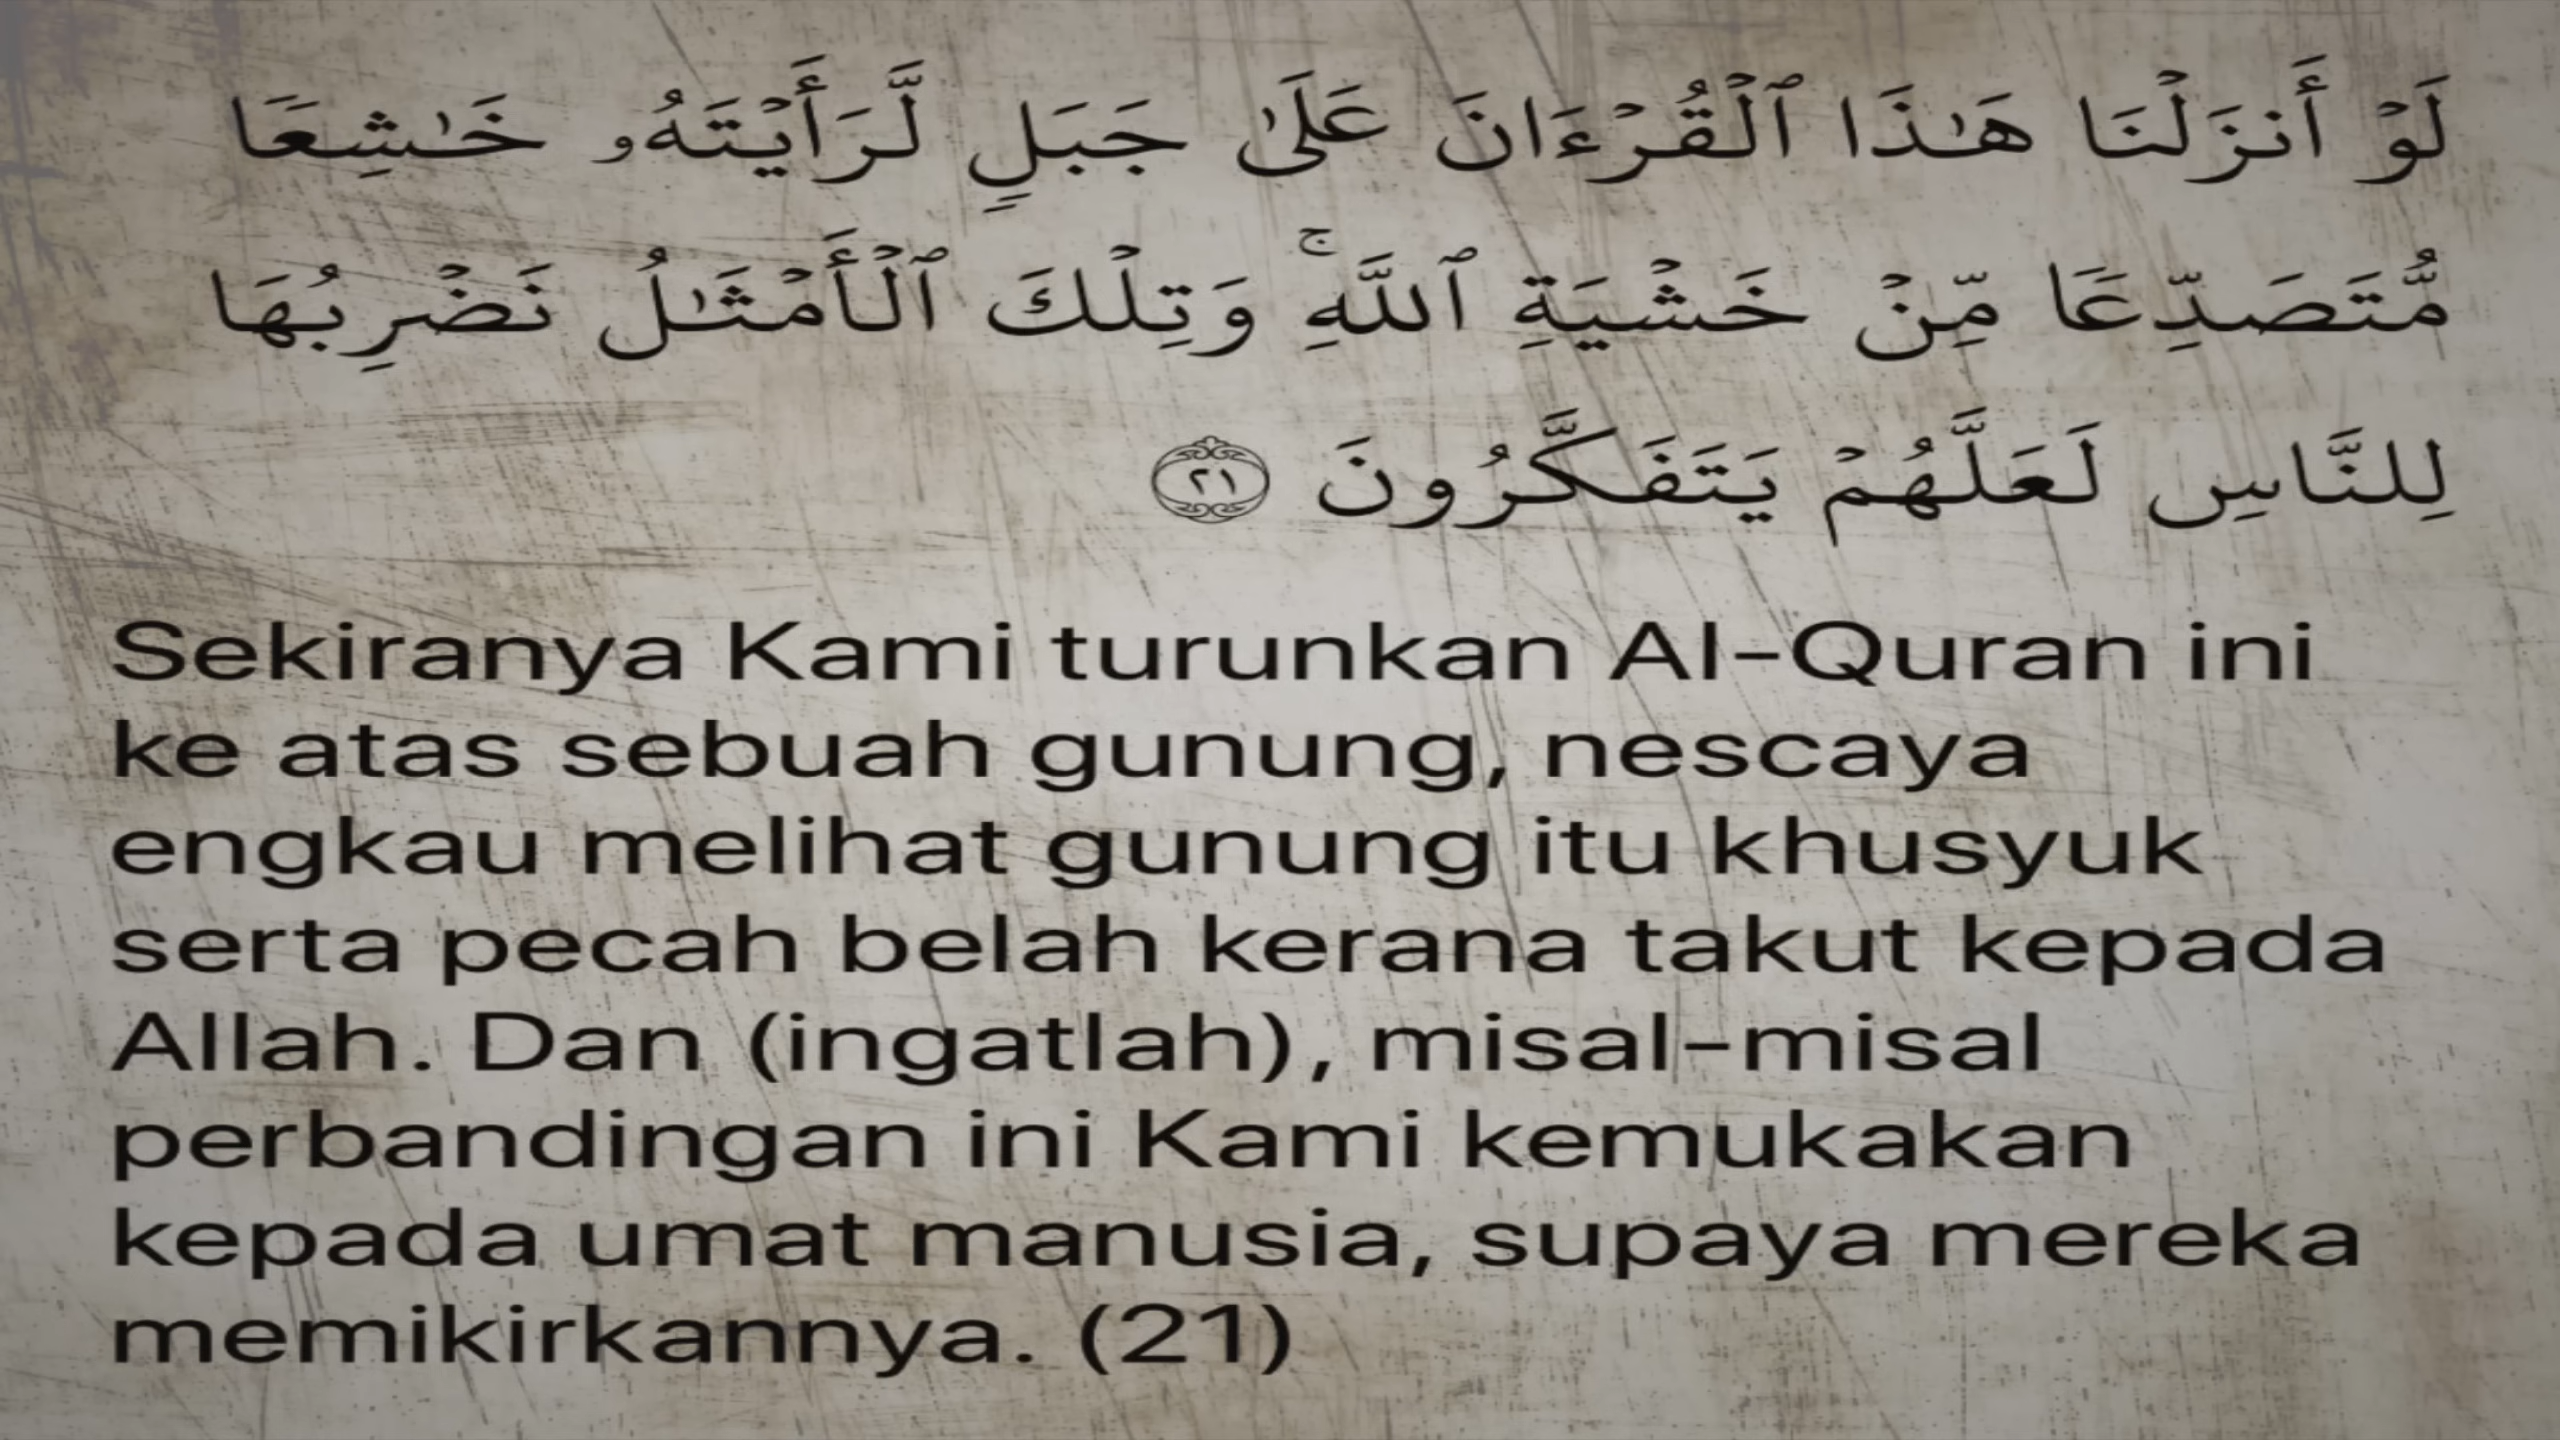 لَوۡ أَنزَلۡنَا هَـٰذَا ٱلۡقُرۡءَانَ عَلَىٰ جَبَلٍ لَّرَأَيۡتَهُۥ خَـٰشِعًا
مُّتَصَدِّعًا مِّنۡ خَشۡيَةِ ٱللَّهِۚ وَتِلۡكَ ٱلۡأَمۡثَـٰلُ نَضۡرِبُهَا
لِلنَّاسِ لَعَلَّهُمۡ يَتَفَكَّرُونَ ٢١
Sekiranya Kami turunkan Al-Quran ini
ke atas sebuah gunung, nescaya
engkau melihat gunung itu khusyuk
serta pecah belah kerana takut kepada
Allah. Dan (ingatlah), misal-misal
perbandingan ini Kami kemukakan
kepada umat manusia, supaya mereka
memikirkannya. (21)